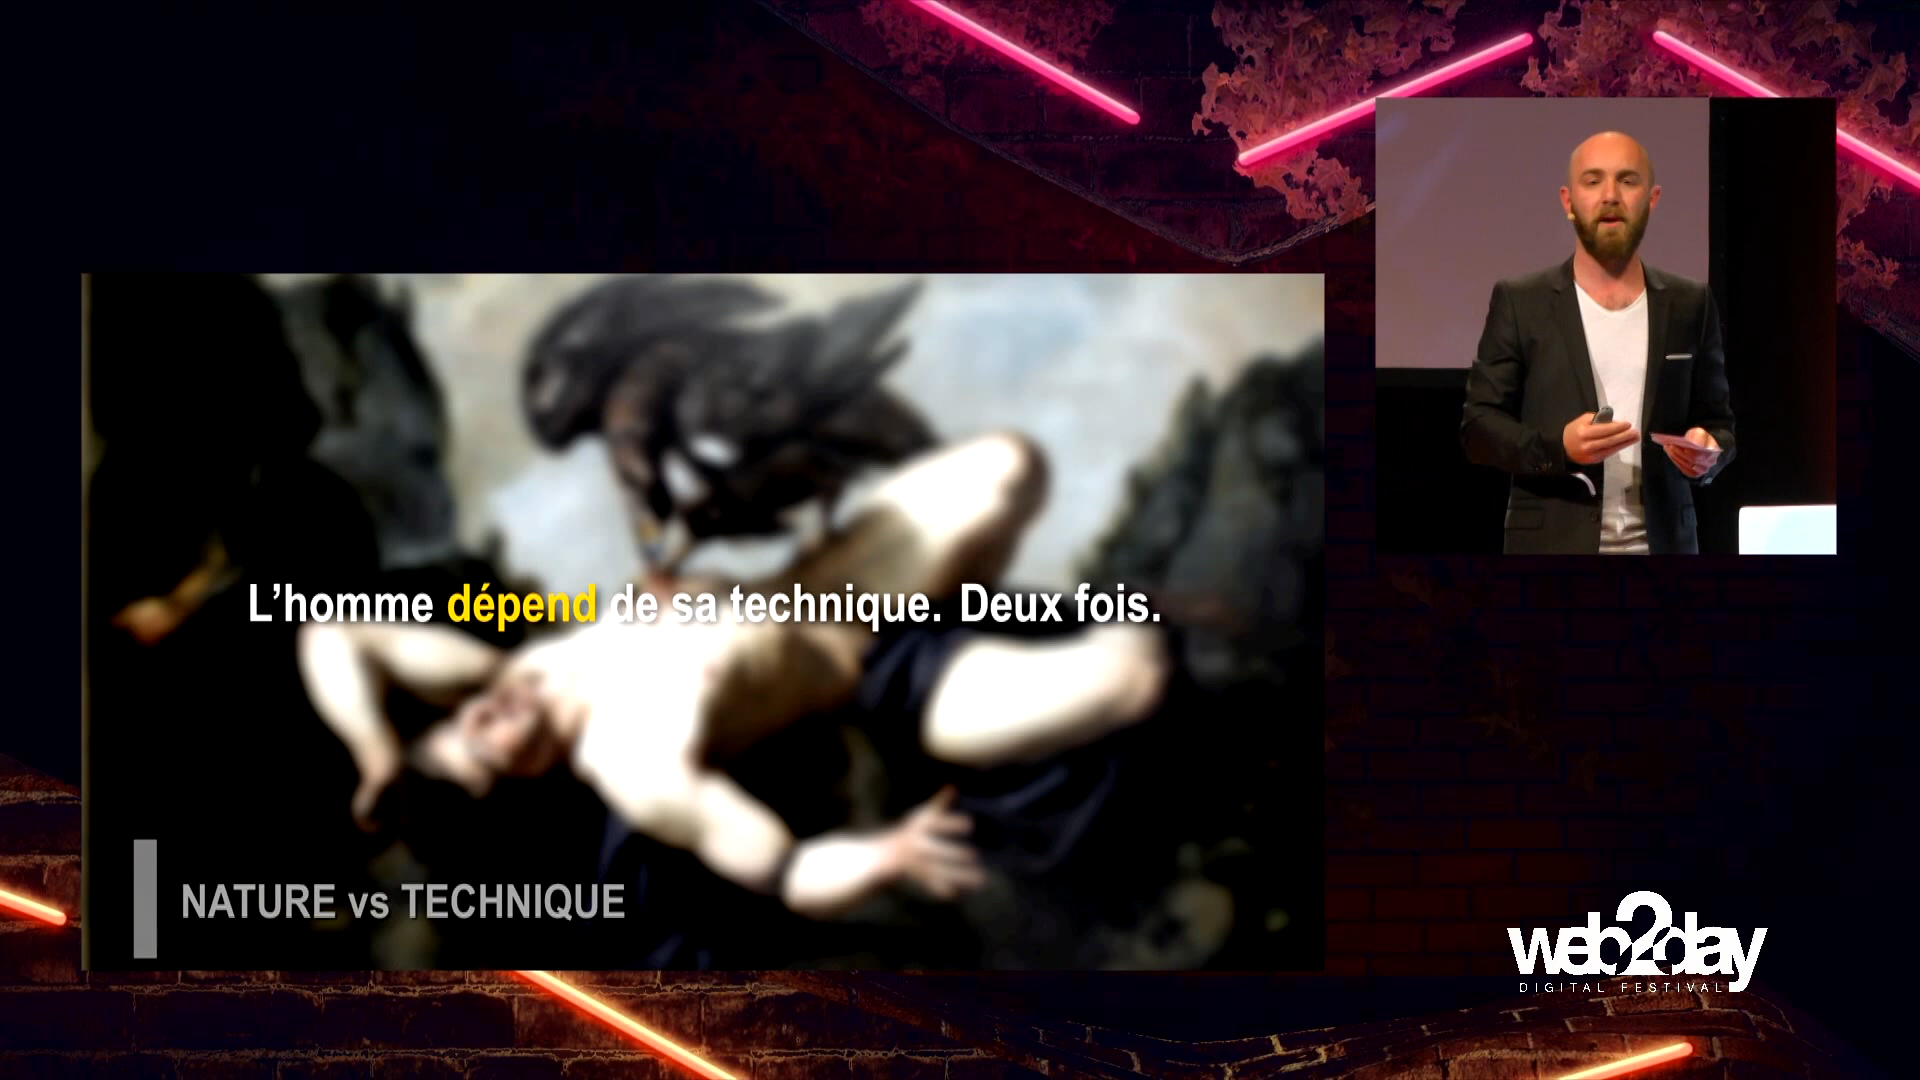 L’homme dépend de sa technique. Deux fois.
NATURE vs TECHNIQUE
web2day
DIGITAL FESTIVAL